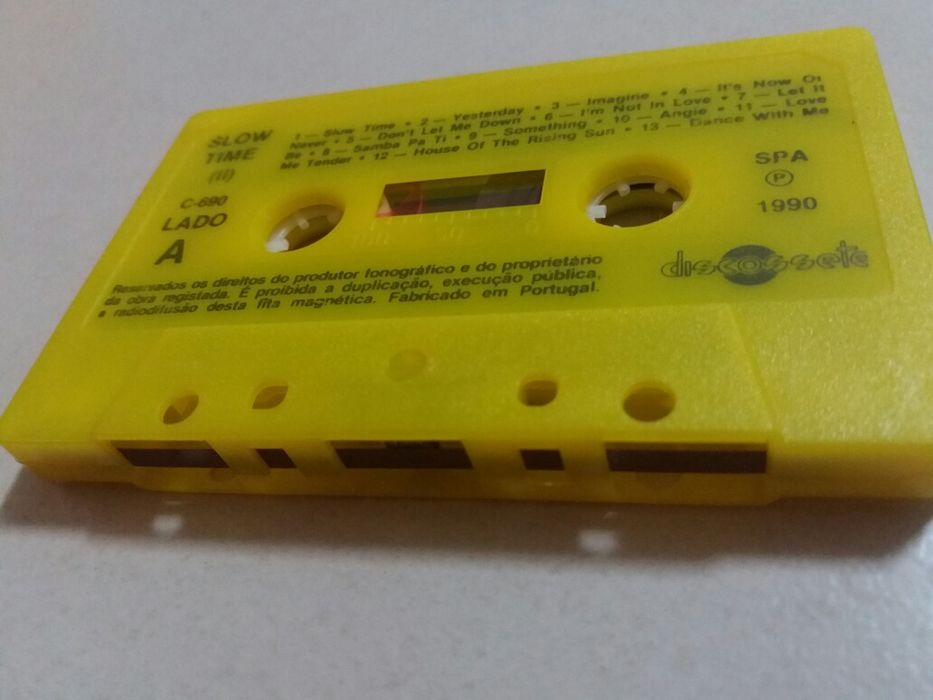 SLOW
TIME
(II)
C-690
LADO
A
1 — Slow Time • 2 — Yesterday • 3 — Imagine • 4 — It's Now Or
Never • 5 — Don't Let Me Down • 6 — I'm Not In Love • 7 — Let It
Be • 8 — Samba Pa Ti • 9 — Something • 10 — Angie • 11 — Love
Me Tender • 12 — House Of The Rising Sun • 13 — Dance With Me
SPA
Ⓟ
1990
100 50 0
discossete
Reservados os direitos do produtor fonográfico e do proprietário
da obra registada. É proibida a duplicação, execução pública,
e radiodifusão desta fita magnética. Fabricado em Portugal.